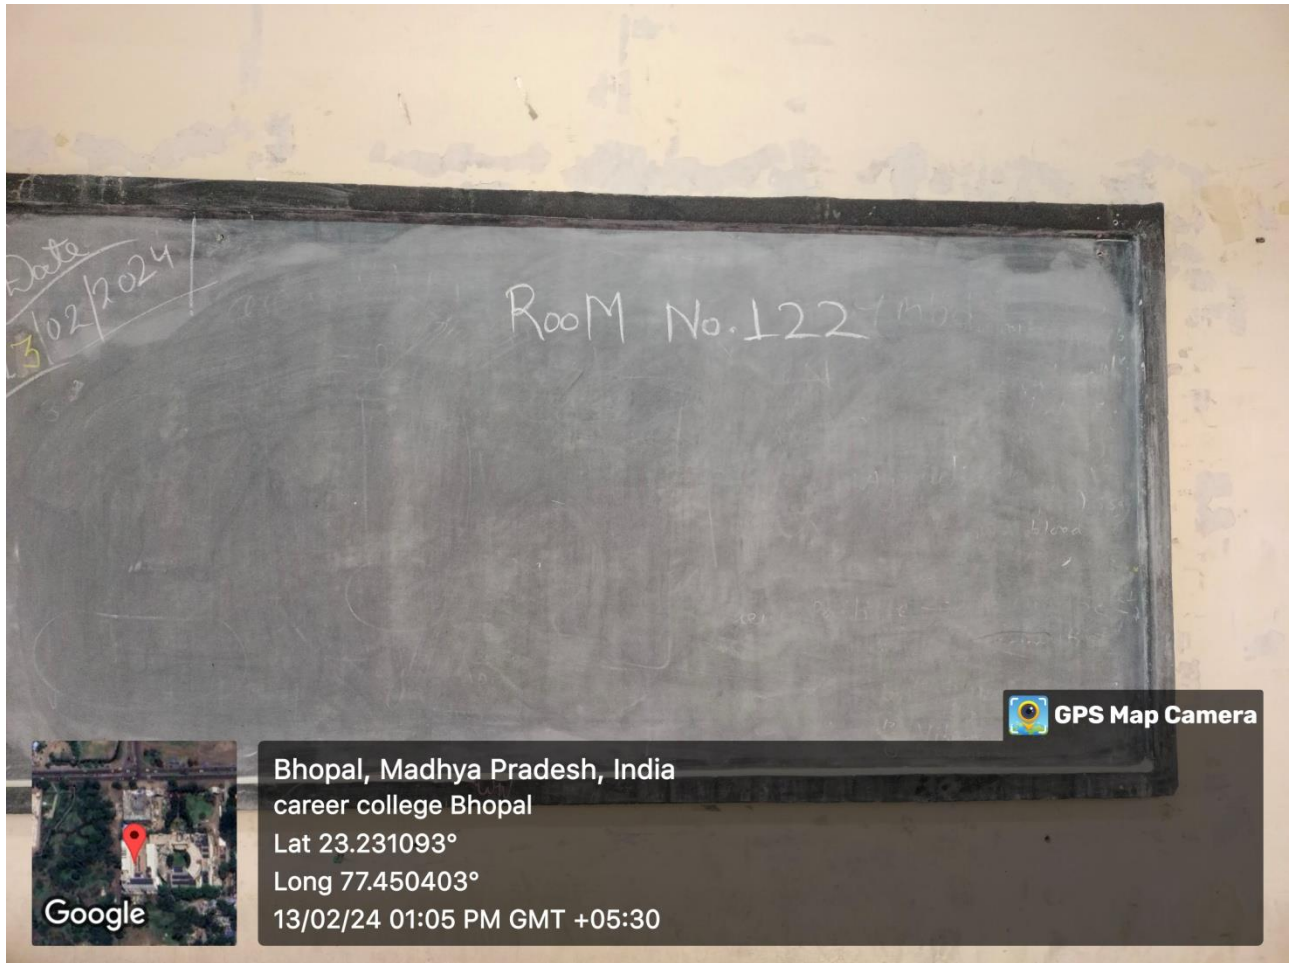 Date
13/02/2024
RooM No.122
blood
GPS Map Camera
Bhopal, Madhya Pradesh, India
career college Bhopal
Lat 23.231093°
Long 77.450403°
13/02/24 01:05 PM GMT +05:30
Google